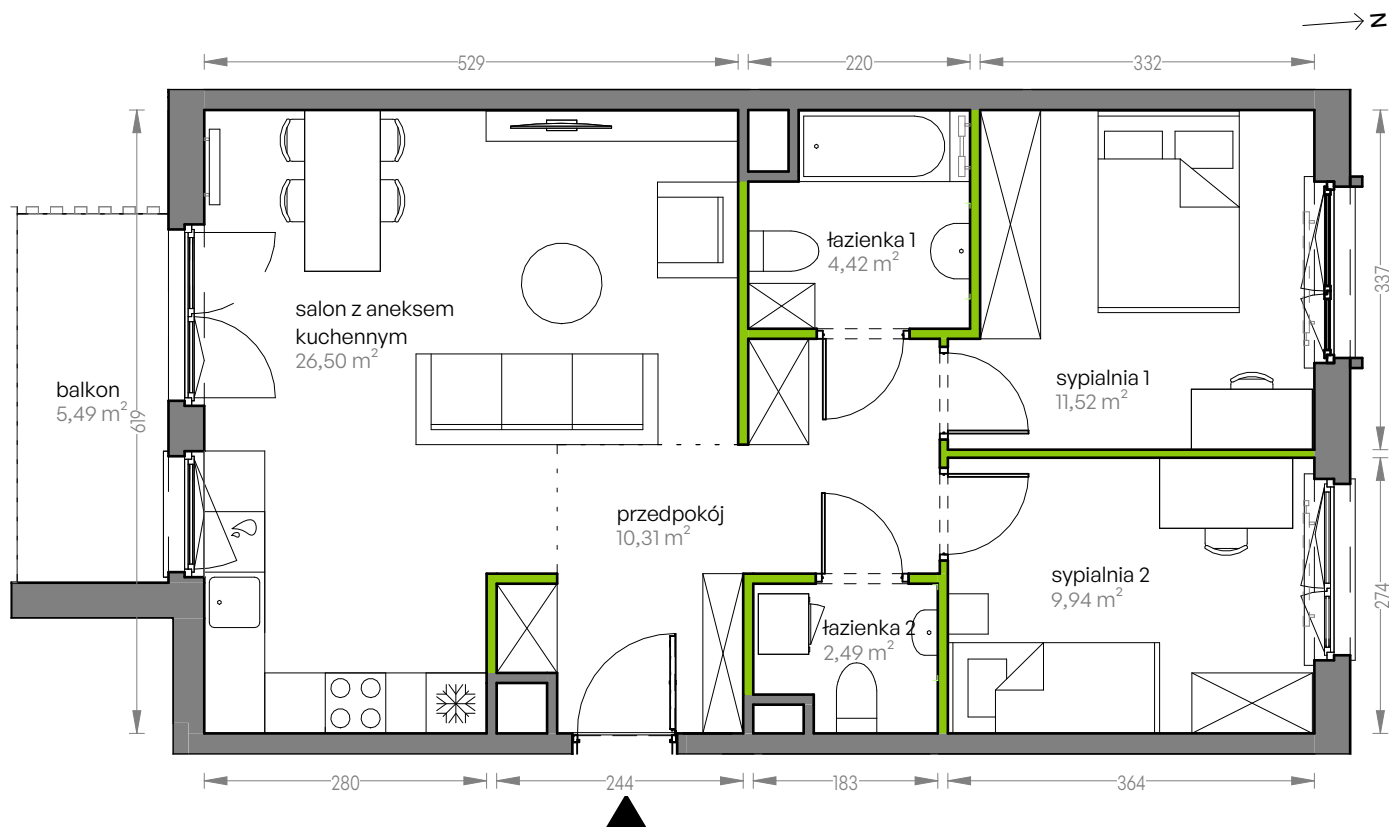 N
529
220
332
łazienka 1
4,42 m²
salon z aneksem
kuchennym
26,50 m²
337
balkon
5,49 m²
619
sypialnia 1
11,52 m²
przedpokój
10,31 m²
sypialnia 2
9,94 m²
274
łazienka 2
2,49 m²
280
244
183
364